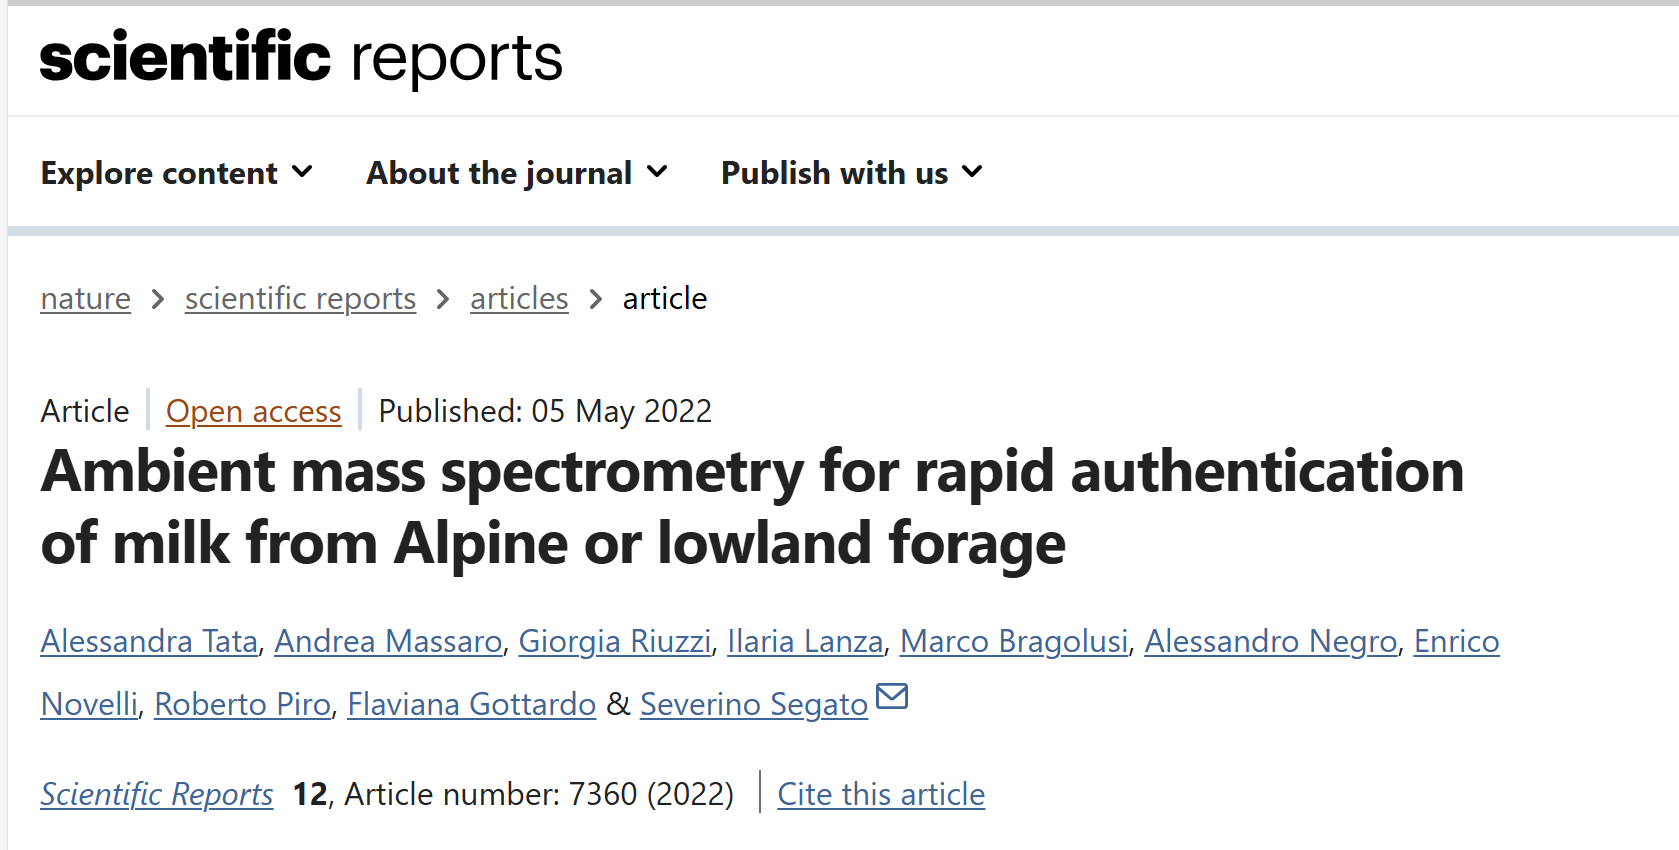 scientific reports
Explore content About the journal Publish with us
nature > scientific reports > articles > article
Article | Open access | Published: 05 May 2022
Ambient mass spectrometry for rapid authentication
of milk from Alpine or lowland forage
Alessandra Tata, Andrea Massaro, Giorgia Riuzzi, Ilaria Lanza, Marco Bragolusi, Alessandro Negro, Enrico
Novelli, Roberto Piro, Flaviana Gottardo & Severino Segato
Scientific Reports 12, Article number: 7360 (2022) | Cite this article